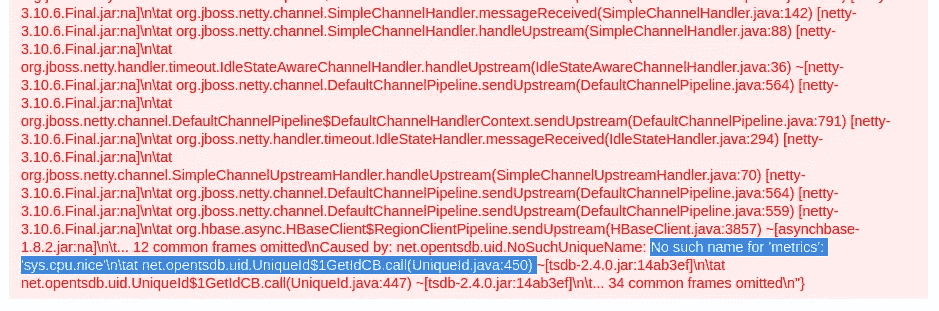 3.10.6.Final.jar:na]\n\tat org.jboss.netty.channel.SimpleChannelHandler.messageReceived(SimpleChannelHandler.java:142) [netty-
3.10.6.Final.jar:na]\n\tat org.jboss.netty.channel.SimpleChannelHandler.handleUpstream(SimpleChannelHandler.java:88) [netty-
3.10.6.Final.jar:na]\n\tat
org.jboss.netty.handler.timeout.IdleStateAwareChannelHandler.handleUpstream(IdleStateAwareChannelHandler.java:36) ~[netty-
3.10.6.Final.jar:na]\n\tat org.jboss.netty.channel.DefaultChannelPipeline.sendUpstream(DefaultChannelPipeline.java:564) [netty-
3.10.6.Final.jar:na]\n\tat
org.jboss.netty.channel.DefaultChannelPipeline$DefaultChannelHandlerContext.sendUpstream(DefaultChannelPipeline.java:791) [netty-
3.10.6.Final.jar:na]\n\tat org.jboss.netty.handler.timeout.IdleStateHandler.messageReceived(IdleStateHandler.java:294) [netty-
3.10.6.Final.jar:na]\n\tat
org.jboss.netty.channel.SimpleChannelUpstreamHandler.handleUpstream(SimpleChannelUpstreamHandler.java:70) [netty-
3.10.6.Final.jar:na]\n\tat org.jboss.netty.channel.DefaultChannelPipeline.sendUpstream(DefaultChannelPipeline.java:564) [netty-
3.10.6.Final.jar:na]\n\tat org.jboss.netty.channel.DefaultChannelPipeline.sendUpstream(DefaultChannelPipeline.java:559) [netty-
3.10.6.Final.jar:na]\n\tat org.hbase.async.HBaseClient$RegionClientPipeline.sendUpstream(HBaseClient.java:3857) ~[asynchbase-
1.8.2.jar:na]\n\t... 12 common frames omitted\nCaused by: net.opentsdb.uid.NoSuchUniqueName: No such name for 'metrics':
'sys.cpu.nice'\n\tat net.opentsdb.uid.UniqueId$1GetIdCB.call(UniqueId.java:450) ~[tsdb-2.4.0.jar:14ab3ef]\n\tat
net.opentsdb.uid.UniqueId$1GetIdCB.call(UniqueId.java:447) ~[tsdb-2.4.0.jar:14ab3ef]\n\t... 34 common frames omitted\n"}